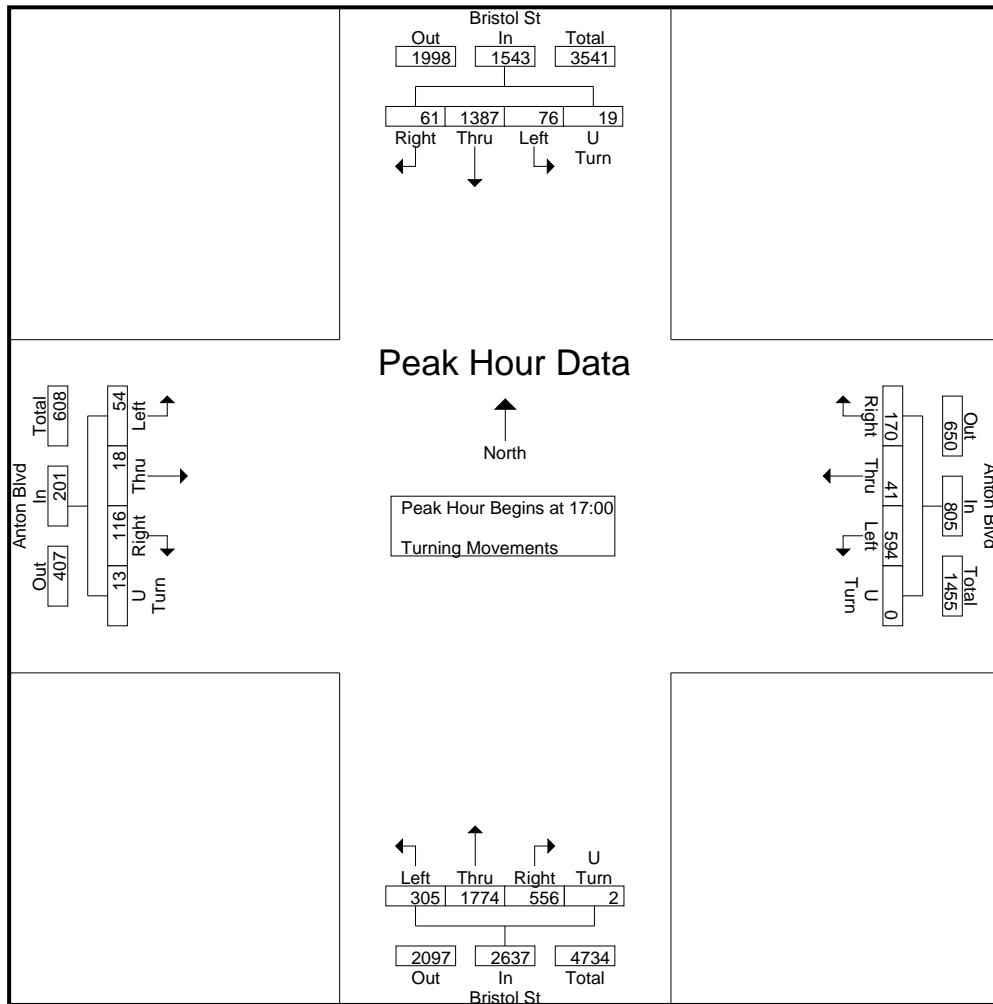 Bristol St
Out In Total
1998 1543 3541
61 1387 76 19
Right Thru Left U
Turn
Peak Hour Data
North
Peak Hour Begins at 17:00
Turning Movements
Anton Blvd
Total In Out
608 201 407
54 18 116 13
Left Thru Right U
Turn
Anton Blvd
Out In Total
650 805 1455
170 41 594 0
Right Thru Left U
Turn
U
Left Thru Right Turn
305 1774 556 2
2097 2637 4734
Out In Total
Bristol St